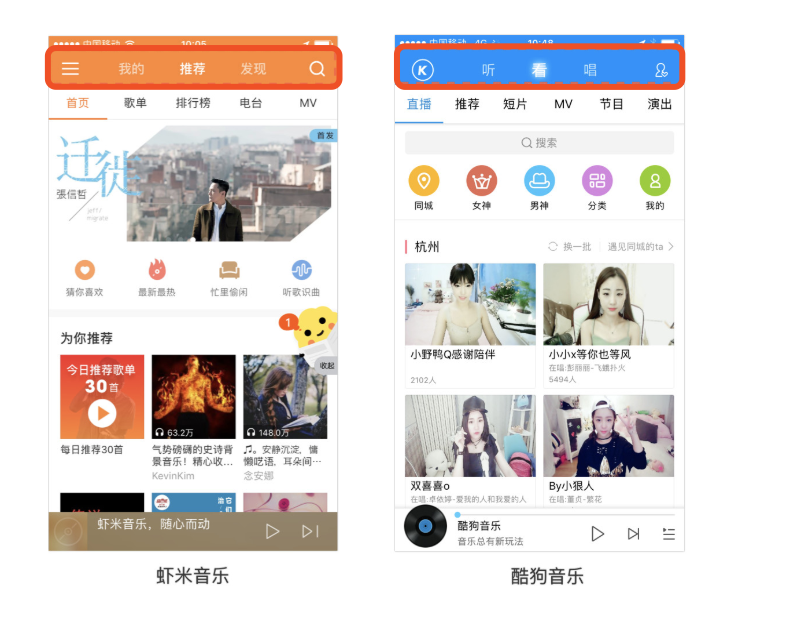 中国移动 10:05
我的 推荐 发现
首页 歌单 排行榜 电台 MV
首发
迁徙
張信哲
jeff/
migrate
猜你喜欢 最新最热 忙里偷闲 听歌识曲
1
为你推荐
收起
今日推荐歌单
30首
63.2万
148.0万
每日推荐30首
气势磅礴的史诗背
景音乐！精心收…
KevinKim
♫。安静沉淀，慵
懒呓语，耳朵间…
念安娜
虾米音乐，随心而动
虾米音乐
中国移动 4G 10:48
K 听 看 唱
直播 推荐 短片 MV 节目 演出
搜索
同城 女神 男神 分类 我的
杭州 换一批 遇见同城的ta
小野鸭Q感谢陪伴
2102人
小小x等你也等风
在唱:彭丽丽-飞蛾扑火
5494人
双喜喜o
在唱:卓依婷-爱我的人和我爱的人
By小狠人
在唱:董贞-繁花
酷狗音乐
音乐总有新玩法
酷狗音乐